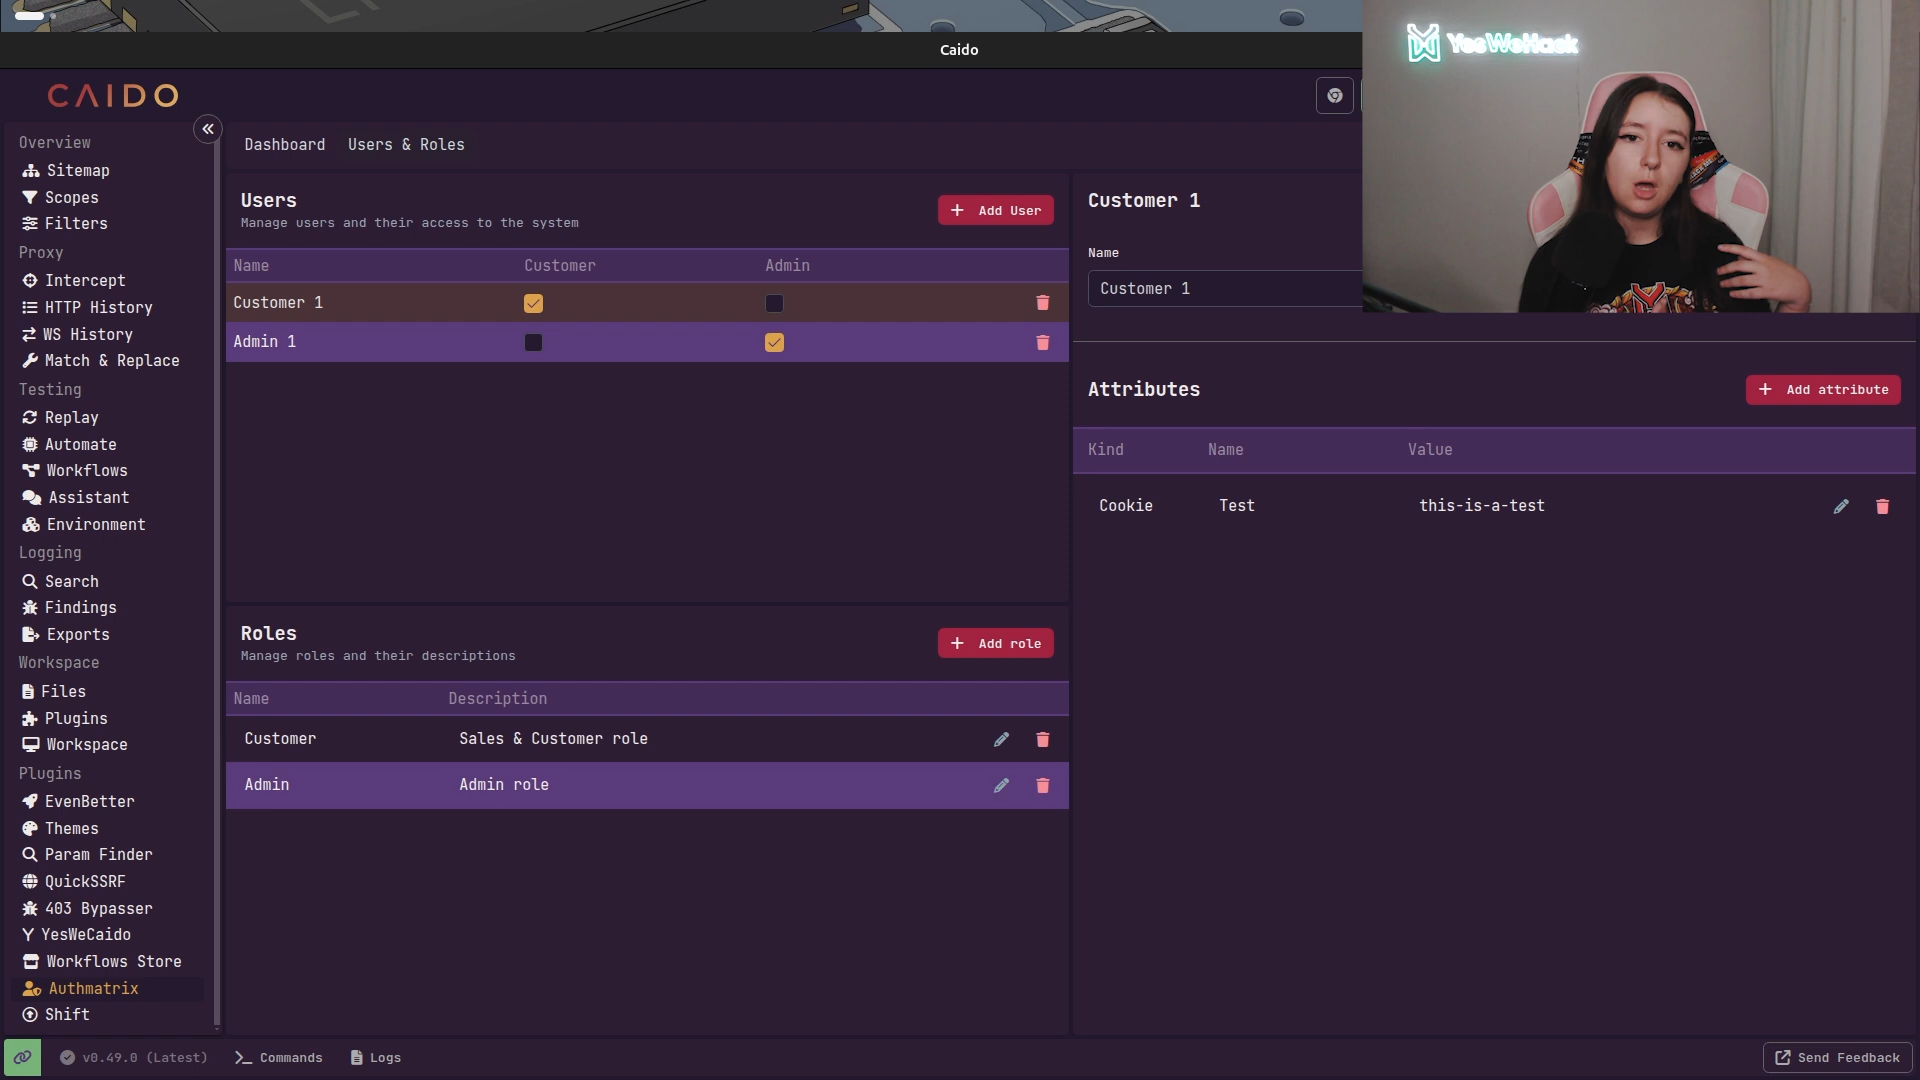 Caido
CAIDO
YesWeHack
Overview
Sitemap
Scopes
Filters
Proxy
Intercept
HTTP History
WS History
Match & Replace
Testing
Replay
Automate
Workflows
Assistant
Environment
Logging
Search
Findings
Exports
Workspace
Files
Plugins
Workspace
Plugins
EvenBetter
Themes
Param Finder
QuickSSRF
403 Bypasser
YesWeCaido
Workflows Store
Authmatrix
Shift
Dashboard Users & Roles
Users
Manage users and their access to the system
Add User
Name Customer Admin
Customer 1
Admin 1
Roles
Manage roles and their descriptions
Add role
Name Description
Customer Sales & Customer role
Admin Admin role
Customer 1
Name
Customer 1
Attributes
Add attribute
Kind Name Value
Cookie Test this-is-a-test
v0.49.0 (Latest) Commands Logs
Send Feedback